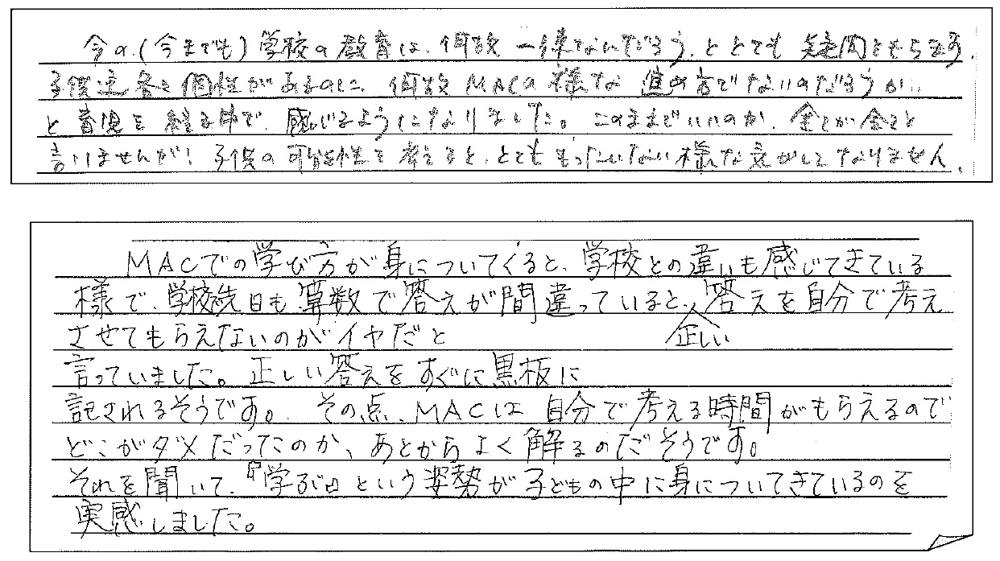 今の(今までも)学校の教育は、何故一律なんだろう、ととても疑問ともちます。
子供達各々個性があるのに、何故MACの様な進め方でないのだろうか…
と育児を経る中で、感じるようになりました。このままでいいのか、全てが全てと
言いませんが!子供の可能性を考えると、とてももったいない様な気がしてなりません。
MACでの学び方が身についてくると、学校との違いも感じてきている
様で、学校先日も算数で答えが間違っていると、答えを自分で考え
させてもらえないのがイヤだと 正しい
言っていました。正しい答えをすぐに黒板に
記されるそうです。その点、MACは自分で考える時間がもらえるので
どこがダメだったのか、あとからよく解るのだそうです。
それを聞いて、『学ぶ』という姿勢が子どもの中に身についてきているのを
実感しました。